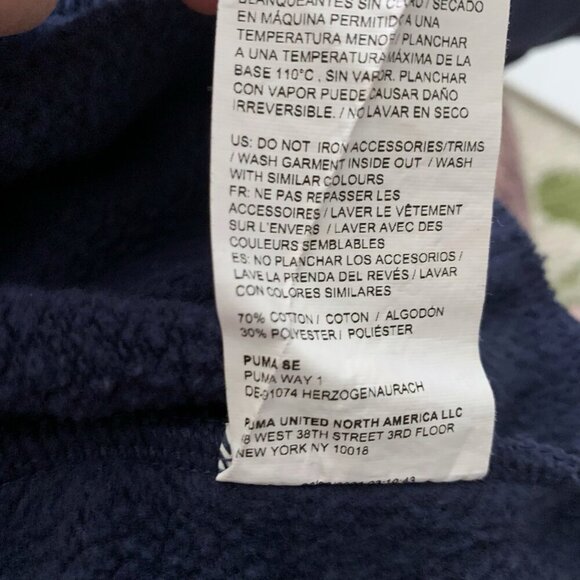 BLANQUEANTES SIN CLORO / SECADO
EN MÁQUINA PERMITIDO A UNA
TEMPERATURA MENOR/ PLANCHAR
A UNA TEMPERATURA MÁXIMA DE LA
BASE 110°C , SIN VAPOR. PLANCHAR
CON VAPOR PUEDE CAUSAR DAÑO
IRREVERSIBLE. / NO LAVAR EN SECO
US: DO NOT IRON ACCESSORIES/TRIMS
/ WASH GARMENT INSIDE OUT / WASH
WITH SIMILAR COLOURS
FR: NE PAS REPASSER LES
ACCESSOIRES / LAVER LE VÊTEMENT
SUR L'ENVERS / LAVER AVEC DES
COULEURS SEMBLABLES
ES: NO PLANCHAR LOS ACCESORIOS /
LAVE LA PRENDA DEL REVÉS / LAVAR
CON COLORES SIMILARES
70% COTTON / COTON / ALGODÓN
30% POLYESTER / POLIÉSTER
PUMA SE
PUMA WAY 1
DE-91074 HERZOGENAURACH
PUMA UNITED NORTH AMERICA LLC
8 WEST 38TH STREET 3RD FLOOR
NEW YORK NY 10018